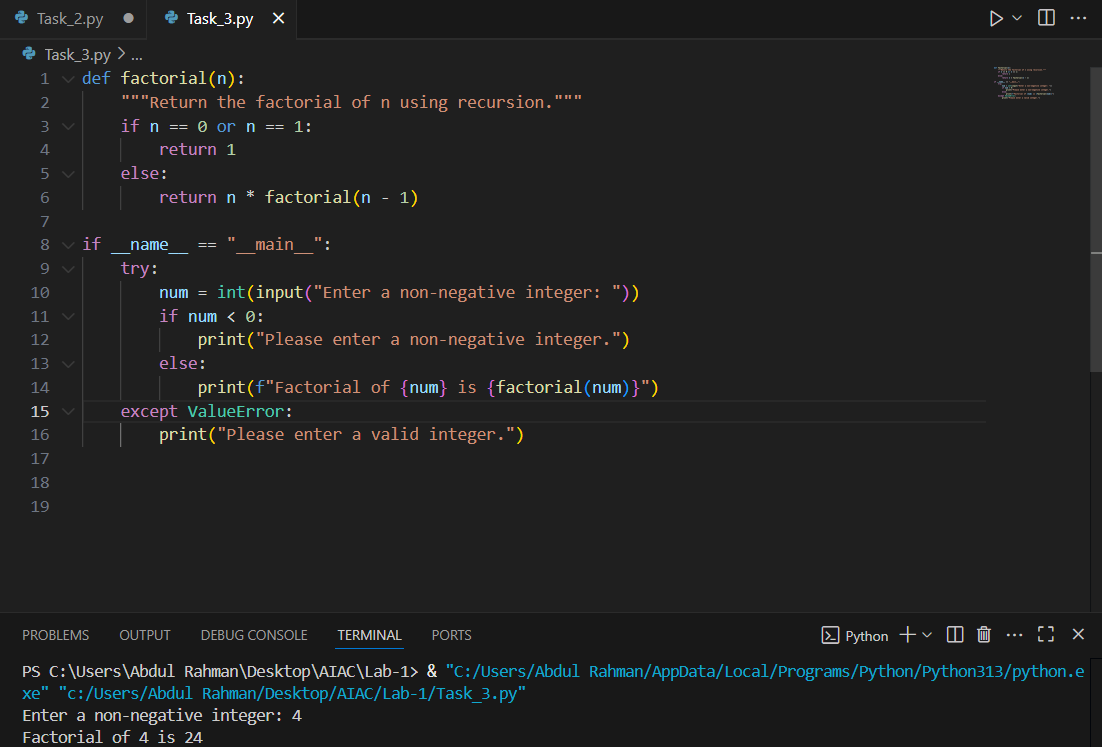 Task_2.py
Task_3.py
Task_3.py > ...
1 def factorial(n):
2     """Return the factorial of n using recursion."""
3     if n == 0 or n == 1:
4         return 1
5     else:
6         return n * factorial(n - 1)
7
8 if __name__ == "__main__":
9     try:
10         num = int(input("Enter a non-negative integer: "))
11         if num < 0:
12             print("Please enter a non-negative integer.")
13         else:
14             print(f"Factorial of {num} is {factorial(num)}")
15     except ValueError:
16         print("Please enter a valid integer.")
17
18
19
PROBLEMS OUTPUT DEBUG CONSOLE TERMINAL PORTS Python
PS C:\Users\Abdul Rahman\Desktop\AIAC\Lab-1> & "C:/Users/Abdul Rahman/AppData/Local/Programs/Python/Python313/python.e
xe" "c:/Users/Abdul Rahman/Desktop/AIAC/Lab-1/Task_3.py"
Enter a non-negative integer: 4
Factorial of 4 is 24